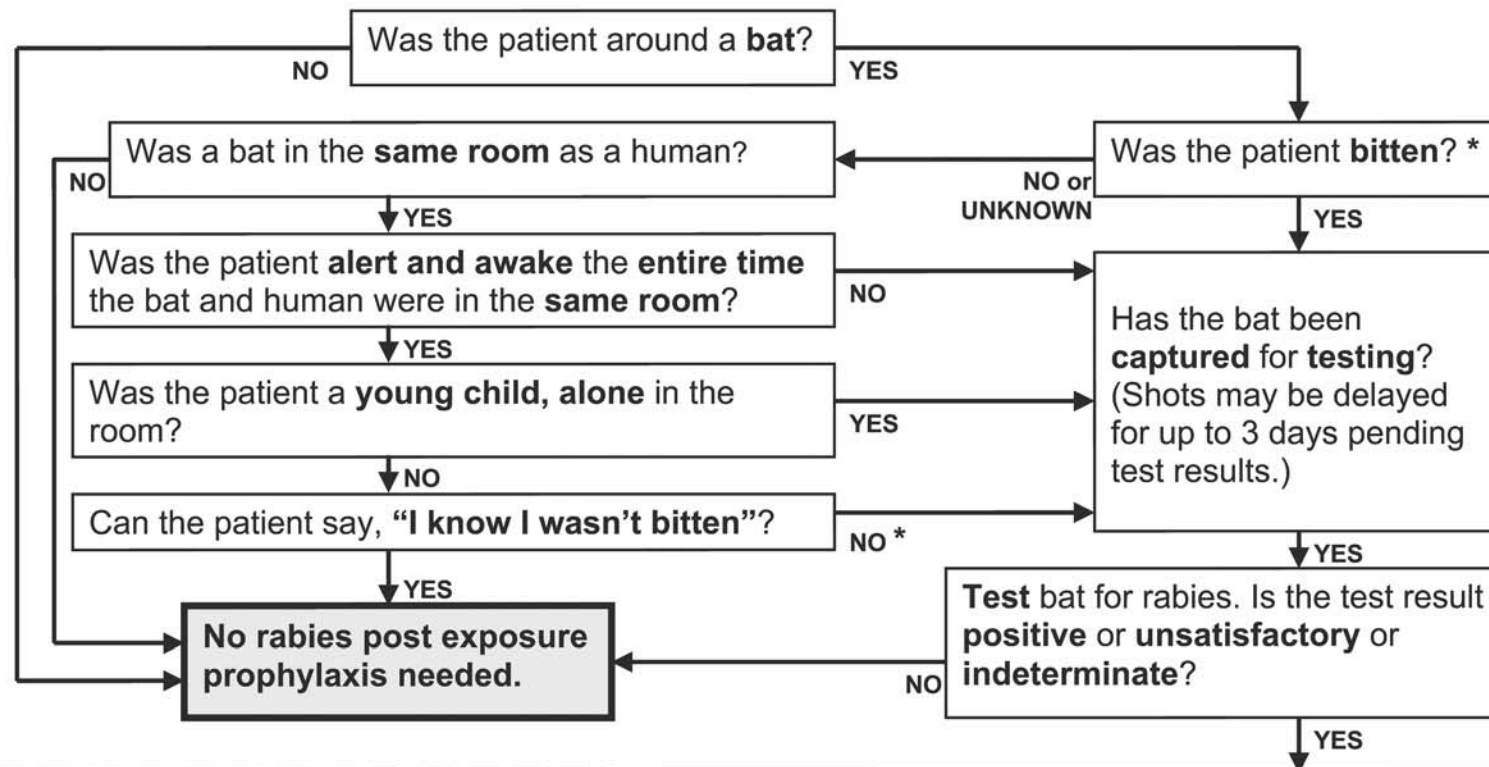 Was the patient around a bat?
NO
YES
Was a bat in the same room as a human?
Was the patient bitten? *
NO
NO or
UNKNOWN
YES
YES
Was the patient alert and awake the entire time
the bat and human were in the same room?
NO
YES
Has the bat been
captured for testing?
(Shots may be delayed
for up to 3 days pending
test results.)
Was the patient a young child, alone in the
room?
YES
NO
Can the patient say, “I know I wasn't bitten”?
NO *
YES
YES
Test bat for rabies. Is the test result
positive or unsatisfactory or
indeterminate?
No rabies post exposure
prophylaxis needed.
NO
YES